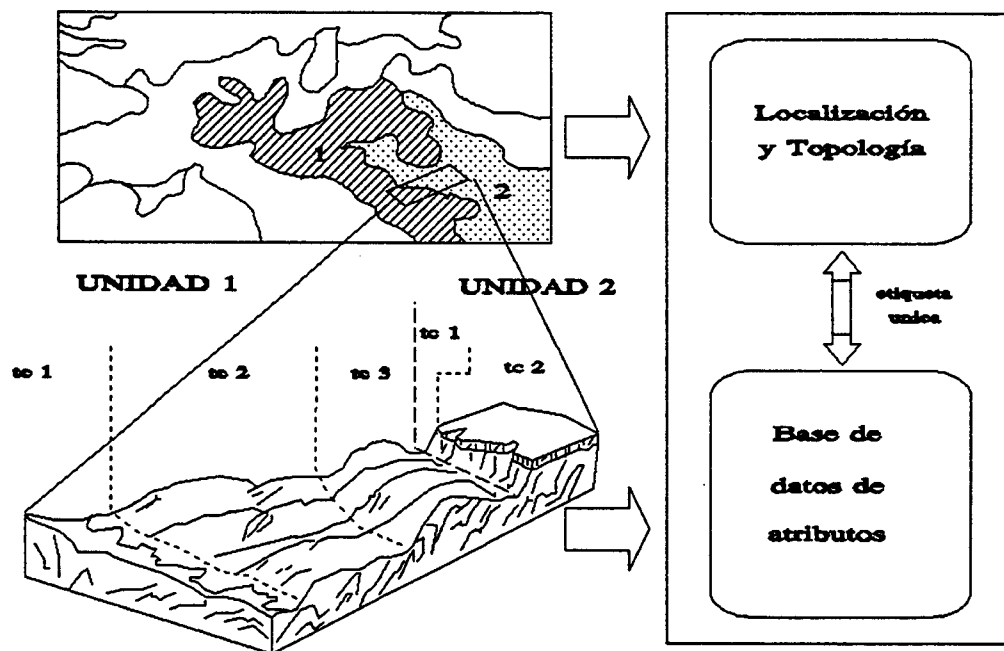 1
2
Localización
y Topología
UNIDAD 1
UNIDAD 2
etiqueta
unica
tc 1
tc 1
tc 2
tc 3
tc 2
Base de
datos de
atributos